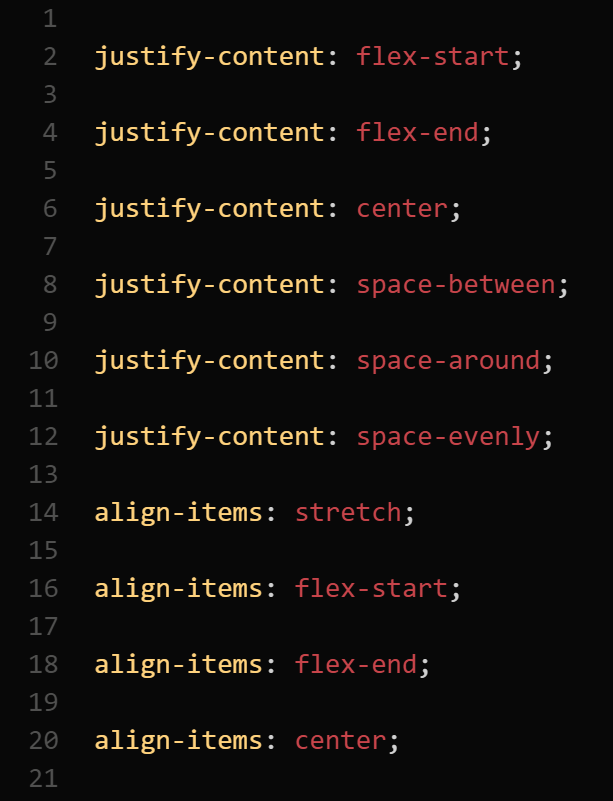 1
2 justify-content: flex-start;
3
4 justify-content: flex-end;
5
6 justify-content: center;
7
8 justify-content: space-between;
9
10 justify-content: space-around;
11
12 justify-content: space-evenly;
13
14 align-items: stretch;
15
16 align-items: flex-start;
17
18 align-items: flex-end;
19
20 align-items: center;
21